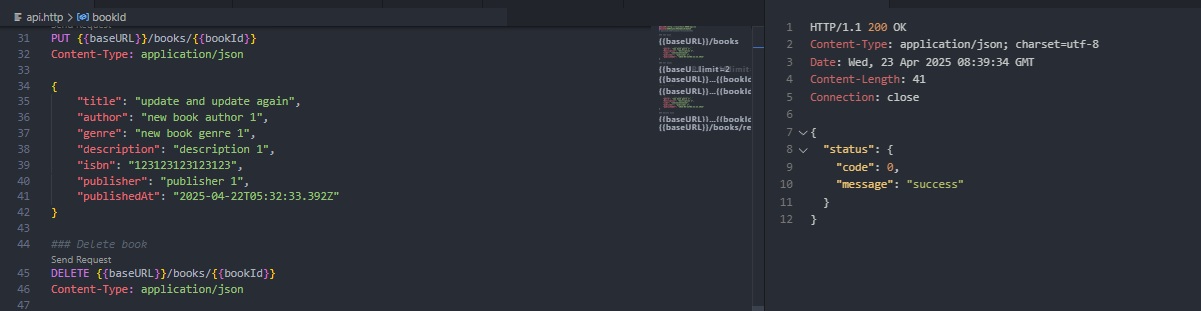 api.http > bookId
31 PUT {{baseURL}}/books/{{bookId}}
32 Content-Type: application/json
33
34 {
35 "title": "update and update again",
36 "author": "new book author 1",
37 "genre": "new book genre 1",
38 "description": "description 1",
39 "isbn": "123123123123123",
40 "publisher": "publisher 1",
41 "publishedAt": "2025-04-22T05:32:33.392Z"
42 }
43
44 ### Delete book
Send Request
45 DELETE {{baseURL}}/books/{{bookId}}
46 Content-Type: application/json
47
{{baseURL}}/books
{{baseU limit=2
{{baseURL}}...{{bookId
{{baseURL}}...{{bookId
{{baseURL}}...{{bookId
{{baseURL}}/books/re
1 HTTP/1.1 200 OK
2 Content-Type: application/json; charset=utf-8
3 Date: Wed, 23 Apr 2025 08:39:34 GMT
4 Content-Length: 41
5 Connection: close
6
7 {
8 "status": {
9 "code": 0,
10 "message": "success"
11 }
12 }